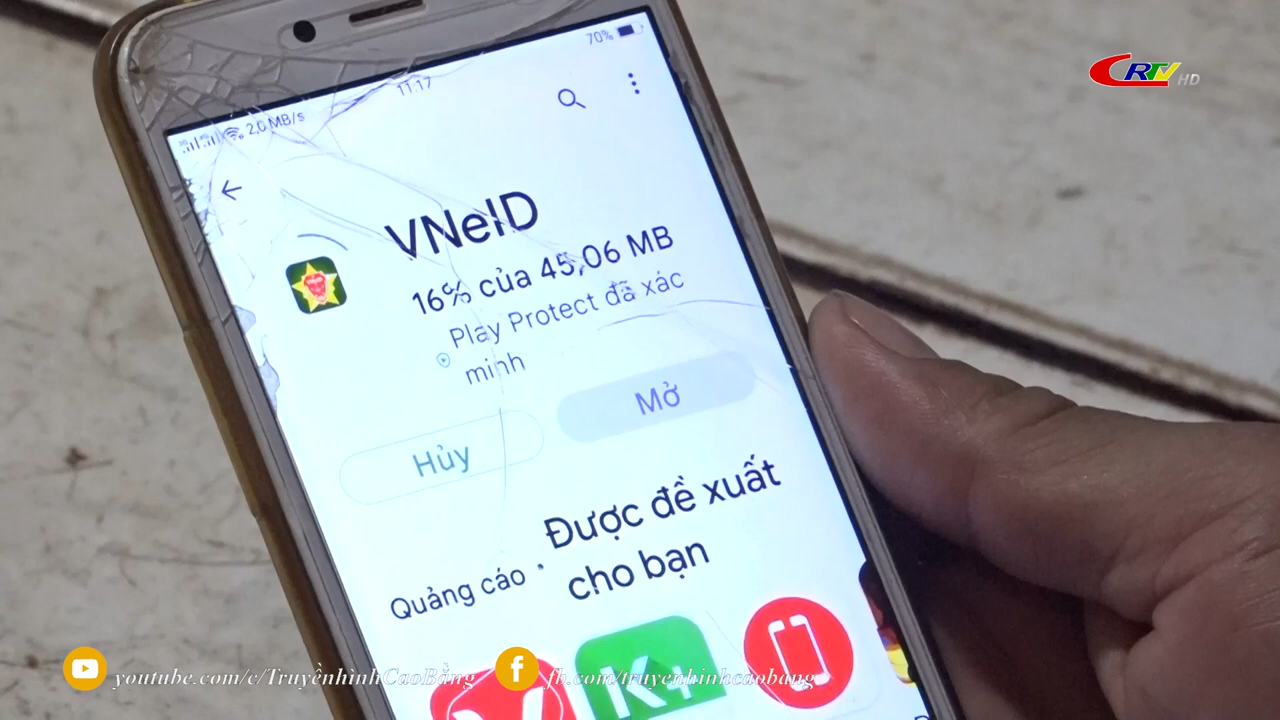 70%
CRTV HD
11:17
2,0 MB/s
VNeID
16% của 45,06 MB
Play Protect đã xác
minh
Hủy
Mở
Được đề xuất
cho bạn
Quảng cáo •
K+
youtube.com/c/TruyềnhìnhCaoBằng
fb.com/truyenhinhcaobang